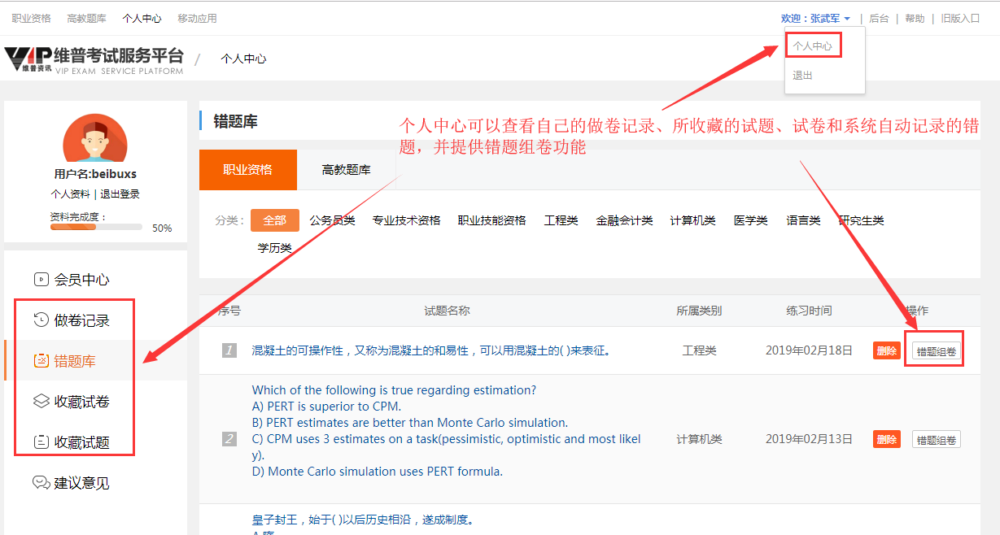 职业资格 高教题库 个人中心 移动应用 欢迎：张武军 | 后台 | 帮助 | 旧版入口
个人中心
退出
VIP 维普资讯 维普考试服务平台 / 个人中心
VIP EXAM SERVICE PLATFORM
用户名:beibuxs
个人资料 | 退出登录
资料完成度：
50%
会员中心
做卷记录
错题库
收藏试卷
收藏试题
建议意见
错题库
个人中心可以查看自己的做卷记录、所收藏的试题、试卷和系统自动记录的错
题，并提供错题组卷功能
职业资格 高教题库
分类： 全部 公务员类 专业技术资格 职业技能资格 工程类 金融会计类 计算机类 医学类 语言类 研究生类
学历类
序号 试题名称 所属类别 练习时间 操作
1 混凝土的可操作性，又称为混凝土的和易性，可以用混凝土的( )来表征。 工程类 2019年02月18日 删除 错题组卷
Which of the following is true regarding estimation?
A) PERT is superior to CPM.
B) PERT estimates are better than Monte Carlo simulation.
2 C) CPM uses 3 estimates on a task(pessimistic, optimistic and most likel 计算机类 2019年02月13日 删除 错题组卷
y).
D) Monte Carlo simulation uses PERT formula.
皇子封王，始于( )以后历史相沿，遂成制度。